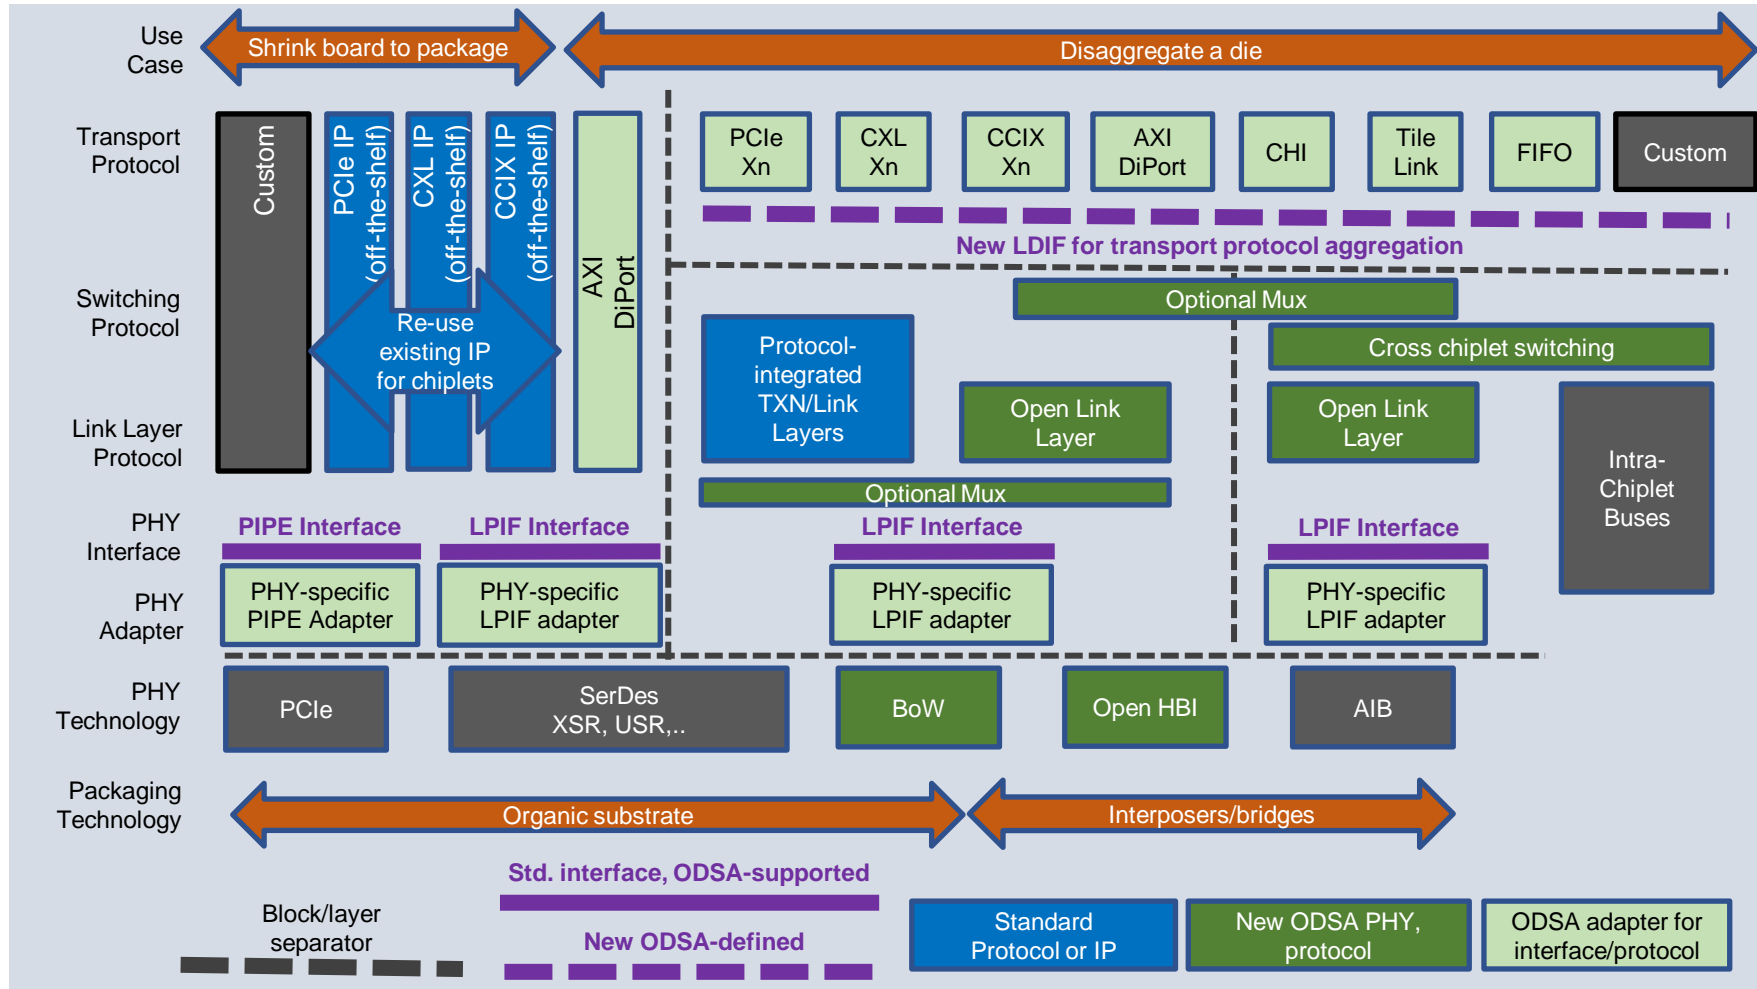 Use
Case
Shrink board to package
Disaggregate a die
Transport
Protocol
Custom
PCIe IP
(off-the-shelf)
CXL IP
(off-the-shelf)
CCIX IP
(off-the-shelf)
AXI
DiPort
PCIe
Xn
CXL
Xn
CCIX
Xn
AXI
DiPort
CHI
Tile
Link
FIFO
Custom
New LDIF for transport protocol aggregation
Switching
Protocol
Re-use
existing IP
for chiplets
Optional Mux
Protocol-
integrated
TXN/Link
Layers
Cross chiplet switching
Link Layer
Protocol
Open Link
Layer
Open Link
Layer
Intra-
Chiplet
Buses
Optional Mux
PHY
Interface
PIPE Interface
LPIF Interface
LPIF Interface
LPIF Interface
PHY
Adapter
PHY-specific
PIPE Adapter
PHY-specific
LPIF adapter
PHY-specific
LPIF adapter
PHY-specific
LPIF adapter
PHY
Technology
PCIe
SerDes
XSR, USR,..
BoW
Open HBI
AIB
Packaging
Technology
Organic substrate
Interposers/bridges
Std. interface, ODSA-supported
Block/layer
separator
New ODSA-defined
Standard
Protocol or IP
New ODSA PHY,
protocol
ODSA adapter for
interface/protocol